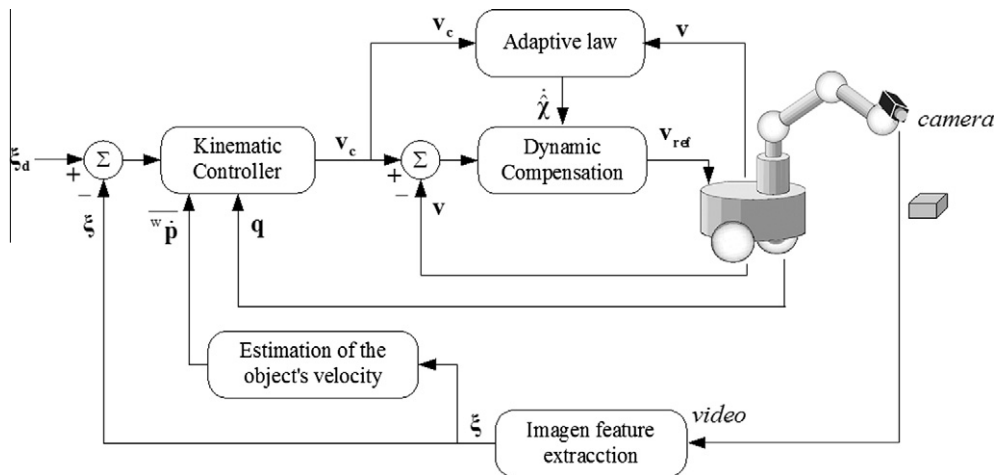 v_c
Adaptive law
v
camera
χ̂̇
ξ_d
Σ
+
−
Kinematic
Controller
v_c
Σ
+
−
Dynamic
Compensation
v_ref
ξ
ʷṗ
q
v
Estimation of the
object's velocity
ξ
Imagen feature
extracction
video